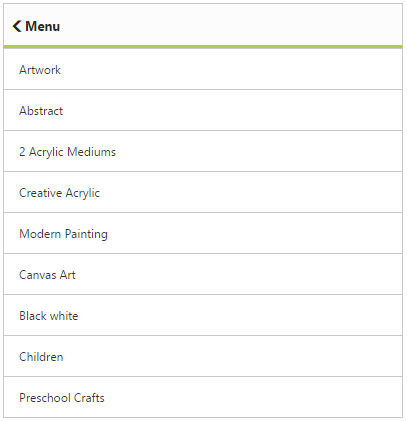 Menu
Artwork
Abstract
2 Acrylic Mediums
Creative Acrylic
Modern Painting
Canvas Art
Black white
Children
Preschool Crafts